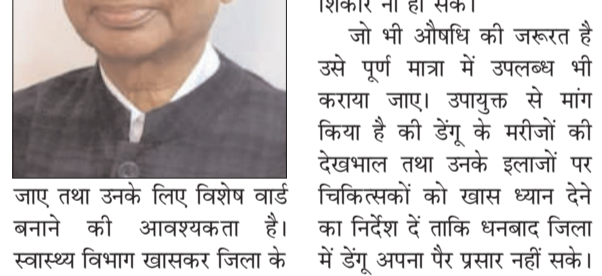 जाए तथा उनके लिए विशेष वार्ड
बनाने की आवश्यकता है।
स्वास्थ्य विभाग खासकर जिला के
शिकार ना हो सके।
जो भी औषधि की जरूरत है
उसे पूर्ण मात्रा में उपलब्ध भी
कराया जाए। उपायुक्त से मांग
किया है की डेंगू के मरीजों की
देखभाल तथा उनके इलाजों पर
चिकित्सकों को खास ध्यान देने
का निर्देश दें ताकि धनबाद जिला
में डेंगू अपना पैर प्रसार नहीं सके।